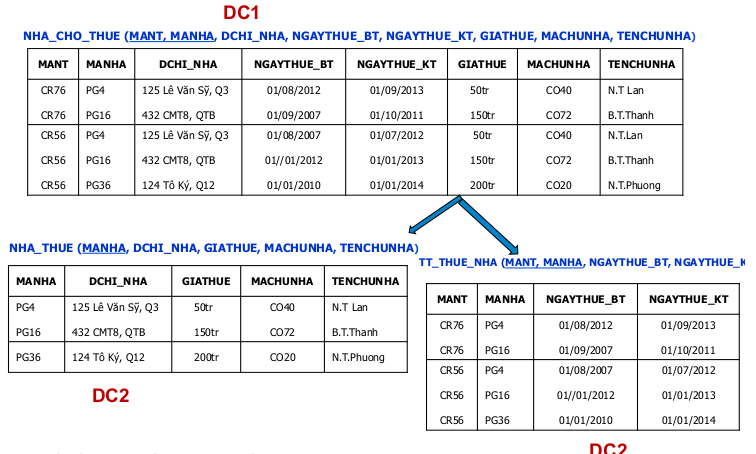 DC1
NHA_CHO_THUE (MANT, MANHA, DCHI_NHA, NGAYTHUE_BT, NGAYTHUE_KT, GIATHUE, MACHUNHA, TENCHUNHA)
MANT MANHA DCHI_NHA NGAYTHUE_BT NGAYTHUE_KT GIATHUE MACHUNHA TENCHUNHA
CR76 PG4 125 Lê Văn Sỹ, Q3 01/08/2012 01/09/2013 50tr CO40 N.T Lan
CR76 PG16 432 CMT8, QTB 01/09/2007 01/10/2011 150tr CO72 B.T.Thanh
CR56 PG4 125 Lê Văn Sỹ, Q3 01/08/2007 01/07/2012 50tr CO40 N.T.Lan
CR56 PG16 432 CMT8, QTB 01//01/2012 01/01/2013 150tr CO72 B.T.Thanh
CR56 PG36 124 Tô Ký, Q12 01/01/2010 01/01/2014 200tr CO20 N.T.Phuong
NHA_THUE (MANHA, DCHI_NHA, GIATHUE, MACHUNHA, TENCHUNHA)
MANHA DCHI_NHA GIATHUE MACHUNHA TENCHUNHA
PG4 125 Lê Văn Sỹ, Q3 50tr CO40 N.T Lan
PG16 432 CMT8, QTB 150tr CO72 B.T.Thanh
PG36 124 Tô Ký, Q12 200tr CO20 N.T.Phuong
DC2
TT_THUE_NHA (MANT, MANHA, NGAYTHUE_BT, NGAYTHUE_K
MANT MANHA NGAYTHUE_BT NGAYTHUE_KT
CR76 PG4 01/08/2012 01/09/2013
CR76 PG16 01/09/2007 01/10/2011
CR56 PG4 01/08/2007 01/07/2012
CR56 PG16 01//01/2012 01/01/2013
CR56 PG36 01/01/2010 01/01/2014
DC2